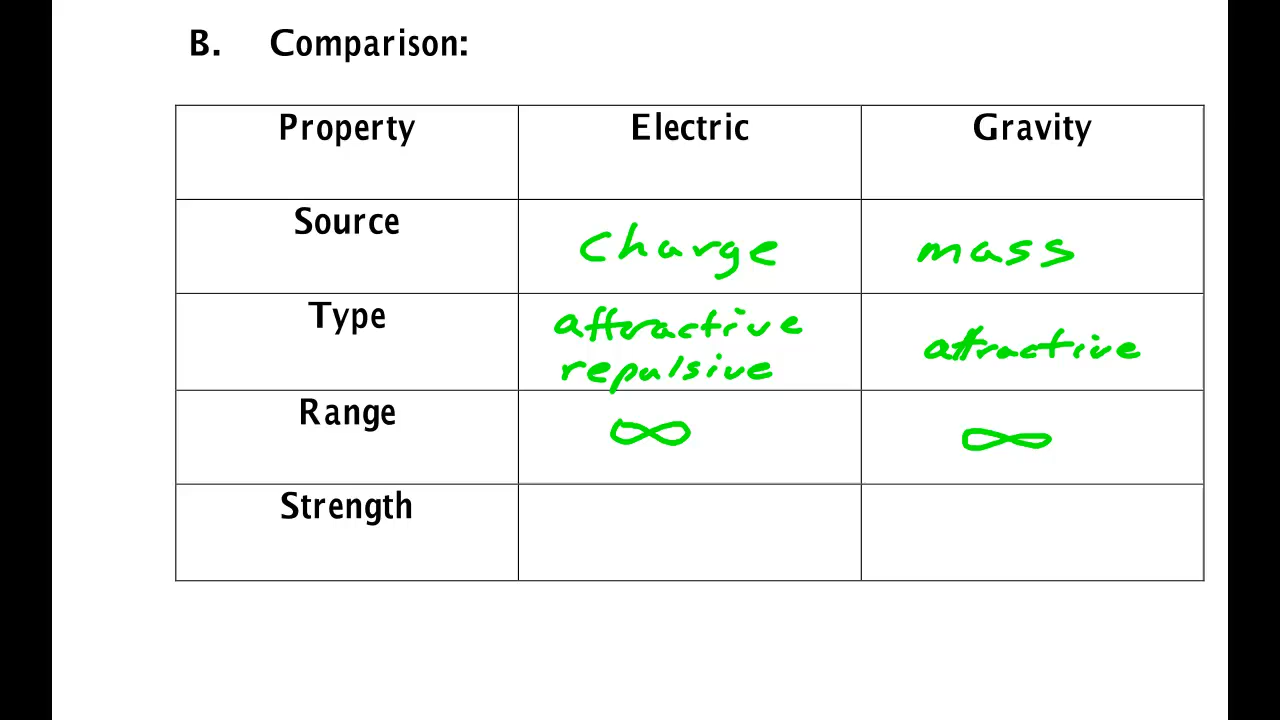 B. Comparison:
Property Electric Gravity
Source charge mass
Type attractive repulsive attractive
Range ∞ ∞
Strength